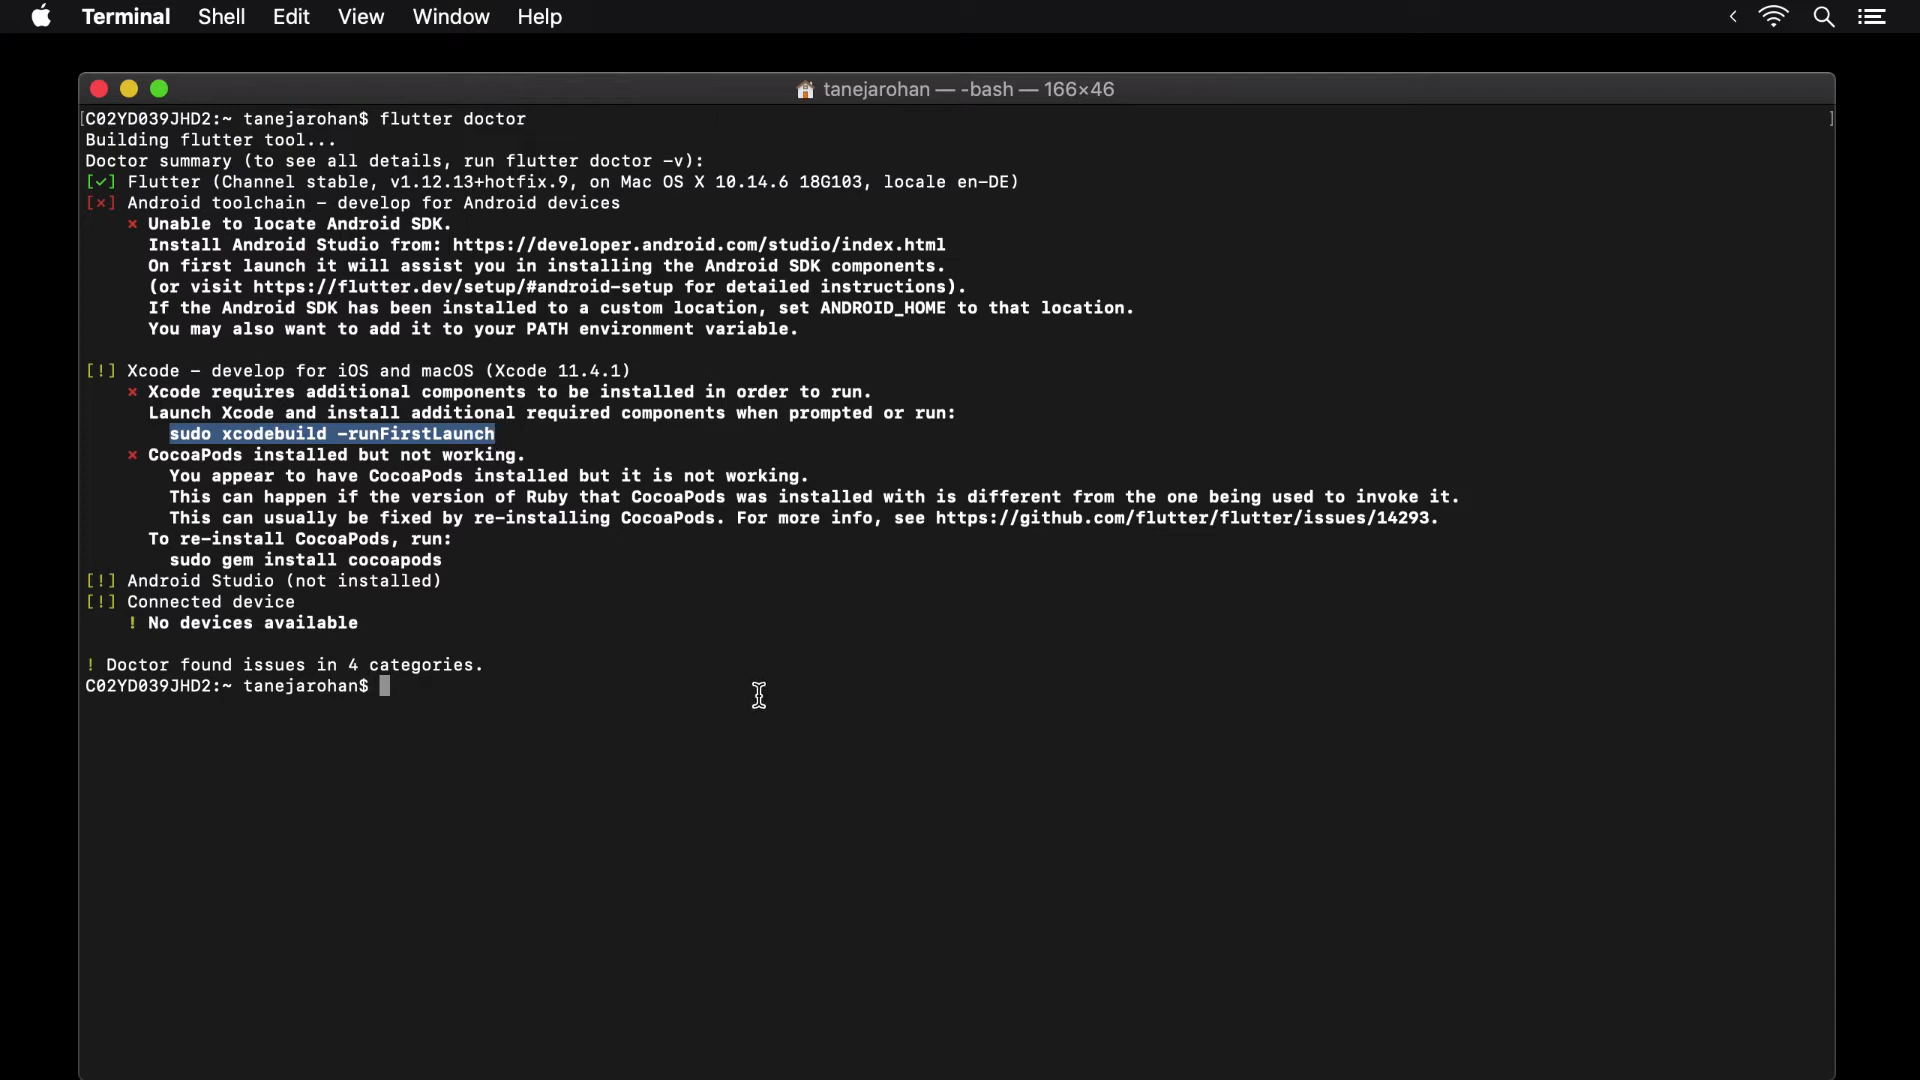 Terminal Shell Edit View Window Help
tanejarohan — -bash — 166×46
[C02YD039JHD2:~ tanejarohan$ flutter doctor ]
Building flutter tool...
Doctor summary (to see all details, run flutter doctor -v):
[✓] Flutter (Channel stable, v1.12.13+hotfix.9, on Mac OS X 10.14.6 18G103, locale en-DE)
[✗] Android toolchain - develop for Android devices
✗ Unable to locate Android SDK.
Install Android Studio from: https://developer.android.com/studio/index.html
On first launch it will assist you in installing the Android SDK components.
(or visit https://flutter.dev/setup/#android-setup for detailed instructions).
If the Android SDK has been installed to a custom location, set ANDROID_HOME to that location.
You may also want to add it to your PATH environment variable.
[!] Xcode - develop for iOS and macOS (Xcode 11.4.1)
✗ Xcode requires additional components to be installed in order to run.
Launch Xcode and install additional required components when prompted or run:
sudo xcodebuild -runFirstLaunch
✗ CocoaPods installed but not working.
You appear to have CocoaPods installed but it is not working.
This can happen if the version of Ruby that CocoaPods was installed with is different from the one being used to invoke it.
This can usually be fixed by re-installing CocoaPods. For more info, see https://github.com/flutter/flutter/issues/14293.
To re-install CocoaPods, run:
sudo gem install cocoapods
[!] Android Studio (not installed)
[!] Connected device
! No devices available
! Doctor found issues in 4 categories.
C02YD039JHD2:~ tanejarohan$